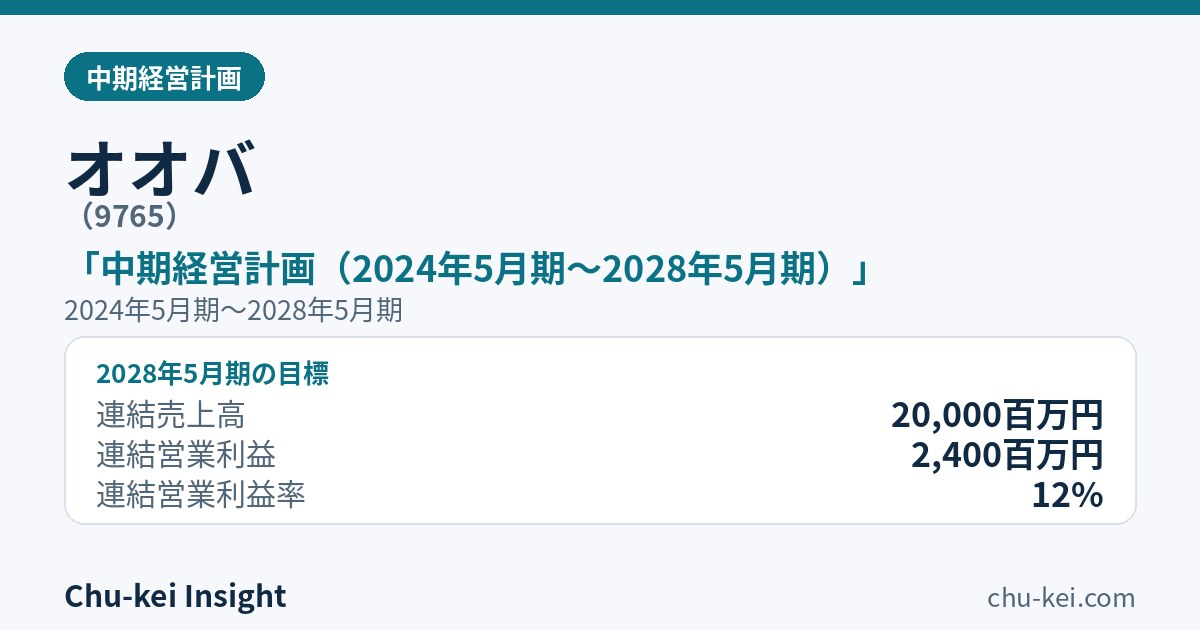 中期経営計画
オオバ
（9765）
「中期経営計画（2024年5月期〜2028年5月期）」
2024年5月期〜2028年5月期
2028年5月期の目標
連結売上高 20,000百万円
連結営業利益 2,400百万円
連結営業利益率 12%
Chu-kei Insight chu-kei.com